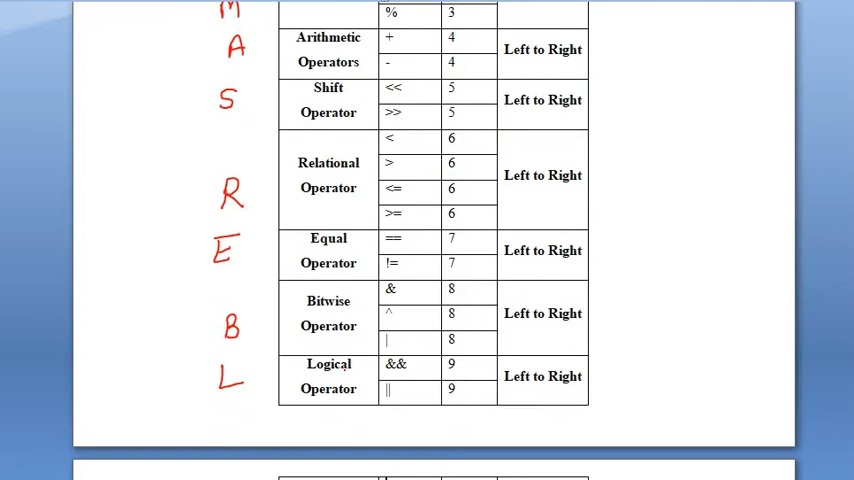 M
% 3
A
Arithmetic Operators + 4 Left to Right
- 4
S
Shift Operator << 5 Left to Right
>> 5
R
Relational Operator < 6 Left to Right
> 6
<= 6
>= 6
E
Equal Operator == 7 Left to Right
!= 7
B
Bitwise Operator & 8 Left to Right
^ 8
| 8
L
Logical Operator && 9 Left to Right
|| 9